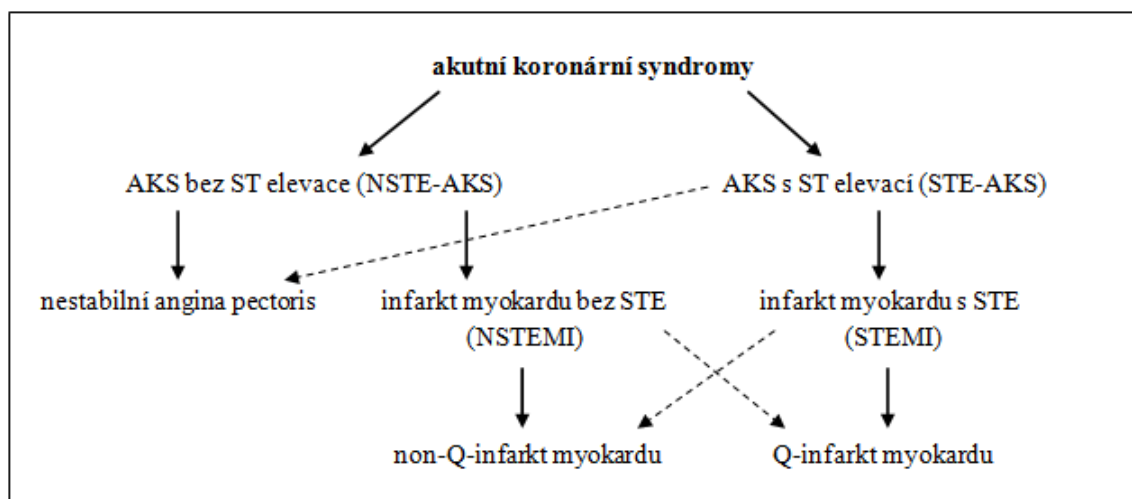 akutní koronární syndromy
AKS bez ST elevace (NSTE-AKS)
AKS s ST elevací (STE-AKS)
nestabilní angina pectoris
infarkt myokardu bez STE
(NSTEMI)
infarkt myokardu s STE
(STEMI)
non-Q-infarkt myokardu
Q-infarkt myokardu